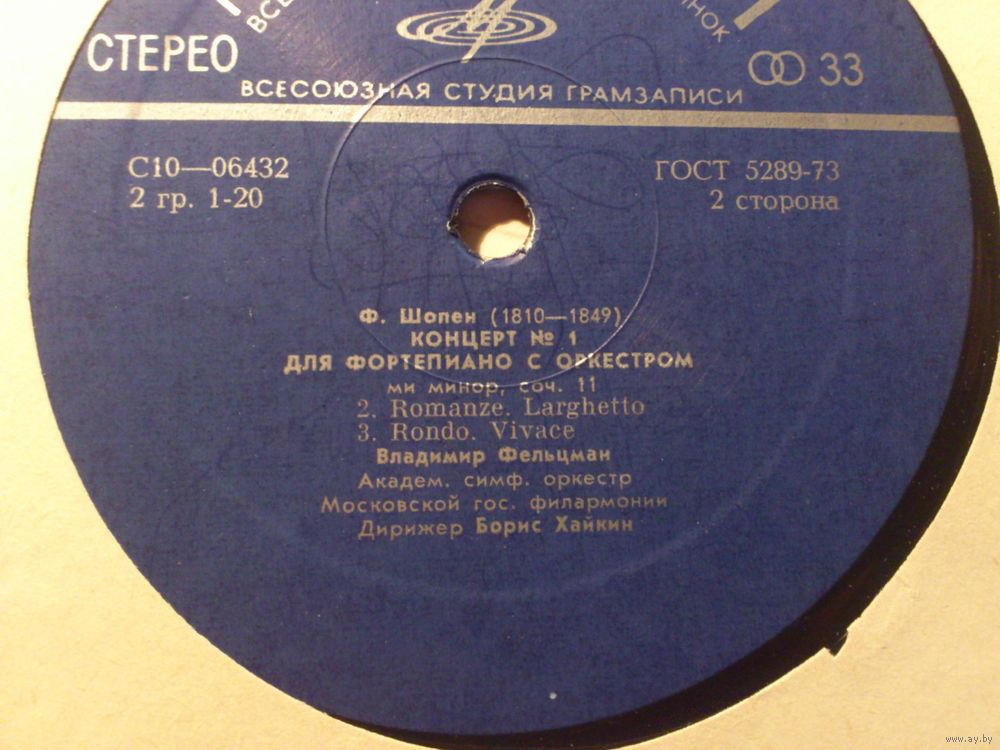 СТЕРЕО
33
ВСЕСОЮЗНАЯ СТУДИЯ ГРАМЗАПИСИ
С10—06432
ГОСТ 5289-73
2 гр. 1-20
2 сторона
Ф. Шопен (1810—1849)
КОНЦЕРТ № 1
ДЛЯ ФОРТЕПИАНО С ОРКЕСТРОМ
ми минор, соч. 11
2. Romanze. Larghetto
3. Rondo. Vivace
Владимир Фельцман
Академ. симф. оркестр
Московской гос. филармонии
Дирижер Борис Хайкин
www.ay.by